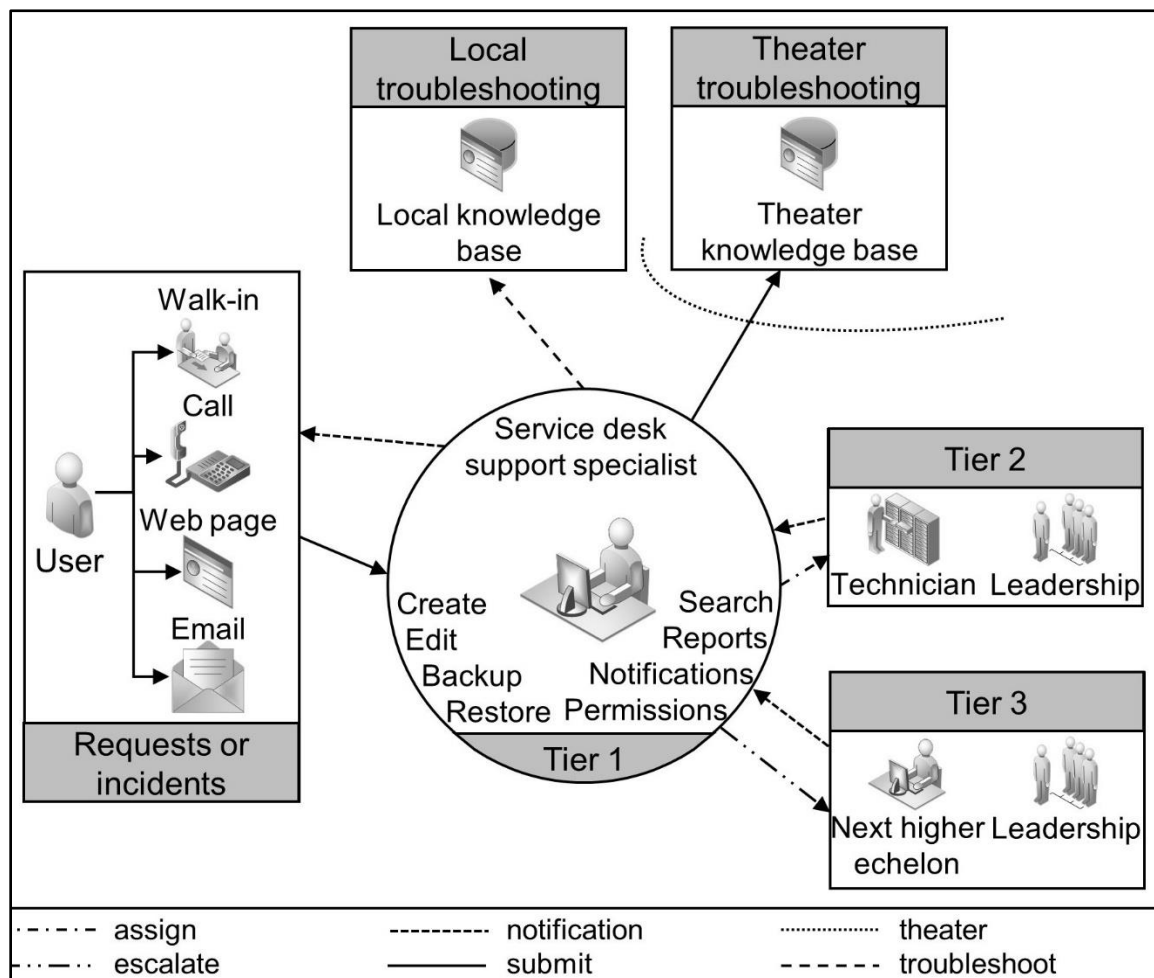 Local
troubleshooting
Local knowledge
base
Theater
troubleshooting
Theater
knowledge base
Walk-in
Call
Web page
User
Email
Requests or
incidents
Service desk
support specialist
Create
Edit
Backup
Restore
Search
Reports
Notifications
Permissions
Tier 1
Tier 2
Technician
Leadership
Tier 3
Next higher
echelon
Leadership
assign
notification
theater
escalate
submit
troubleshoot